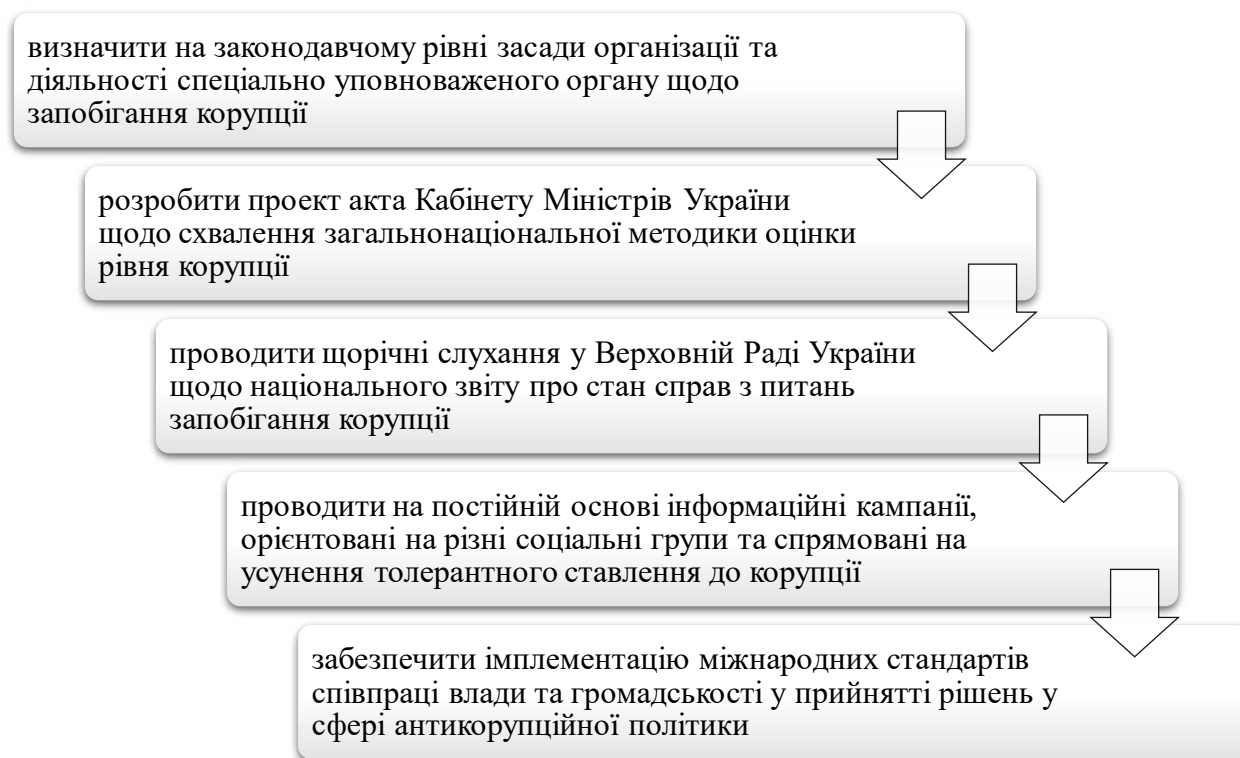 визначити на законодавчому рівні засади організації та
діяльності спеціально уповноваженого органу щодо
запобігання корупції
розробити проект акта Кабінету Міністрів України
щодо схвалення загальнонаціональної методики оцінки
рівня корупції
проводити щорічні слухання у Верховній Раді України
щодо національного звіту про стан справ з питань
запобігання корупції
проводити на постійній основі інформаційні кампанії,
орієнтовані на різні соціальні групи та спрямовані на
усунення толерантного ставлення до корупції
забезпечити імплементацію міжнародних стандартів
співпраці влади та громадськості у прийнятті рішень у
сфері антикорупційної політики